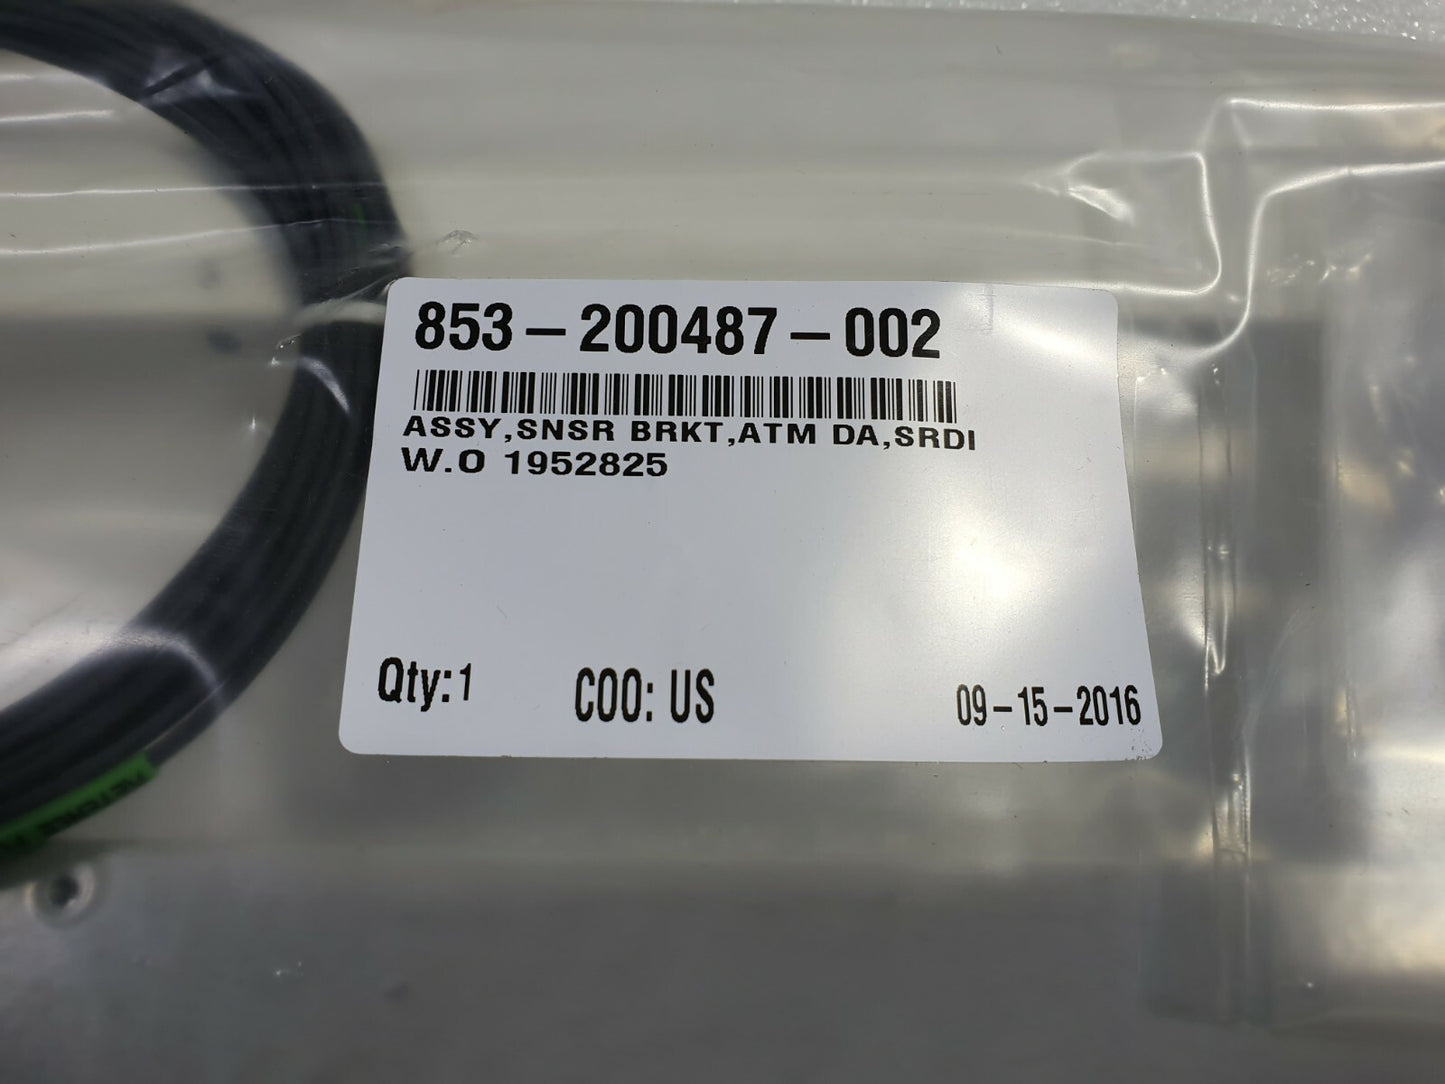 853-200487-002
ASSY,SNSR BRKT,ATM DA,SRDI
W.O 1952825
Qty:1
COO: US
09-15-2016